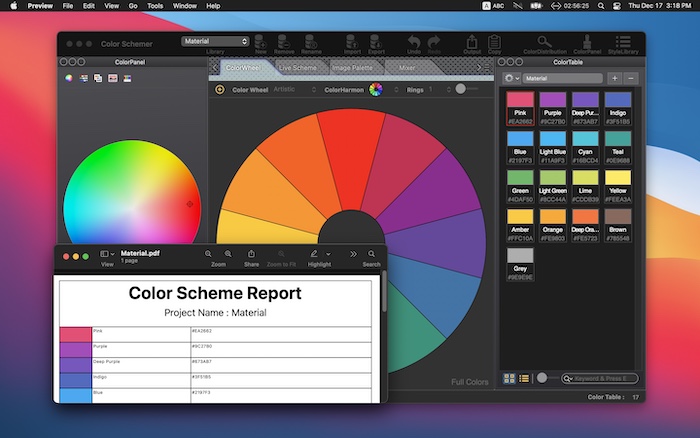 Preview File Edit View Go Tools Window Help ABC 02:56:25 Thu Dec 17 3:18 PM
Color Schemer Material
Library New Remove Rename Import Export Undo Redo Output Copy ColorDistribution ColorPanel StyleLibrary
ColorPanel
ColorWheel Live Scheme Image Palette Mixer
ColorTable
Color Wheel Artistic ColorHarmon Rings 1
Material
Pink Purple Deep Pur... Indigo
#EA2662 #9C27B0 #673AB7 #3F51B5
Blue Light Blue Cyan Teal
#2197F3 #11A9F3 #16BCD4 #0E9688
Green Light Green Lime Yellow
#4DAF50 #8CC44A #CCDB38 #FFEA3A
Amber Orange Deep Ora... Brown
#FFC10A #FE9803 #FE5723 #785548
Grey
#9E9E9E
Material.pdf
1 page
View Zoom Share Zoom to Fit Highlight Search
Color Scheme Report
Project Name : Material
Pink #EA2662
Purple #9C27B0
Deep Purple #673AB7
Indigo #3F51B5
Blue #2197F3
Full Colors
Keyword & Press E
Color Table : 17